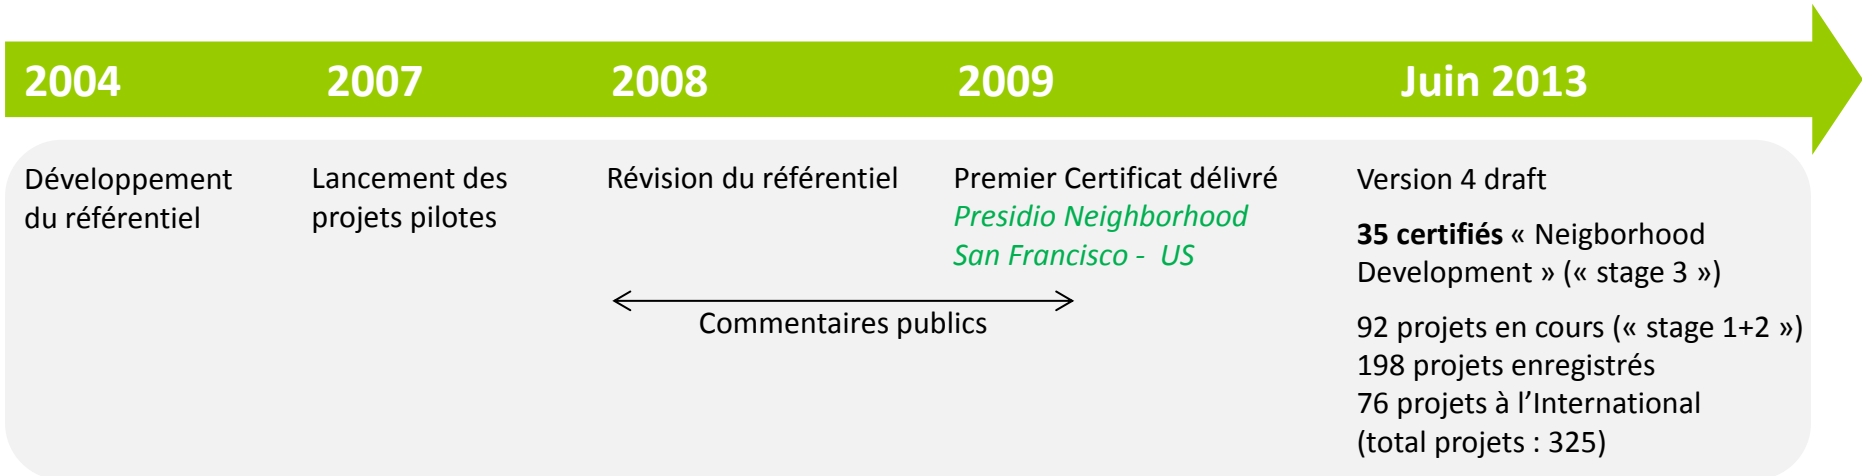 2004
2007
2008
2009
Juin 2013
Développement
du référentiel
Lancement des
projets pilotes
Révision du référentiel
Premier Certificat délivré
Presidio Neighborhood
San Francisco -  US
Commentaires publics
Version 4 draft
35 certifiés « Neigborhood
Development » (« stage 3 »)
92 projets en cours (« stage 1+2 »)
198 projets enregistrés
76 projets à l’International
(total projets : 325)